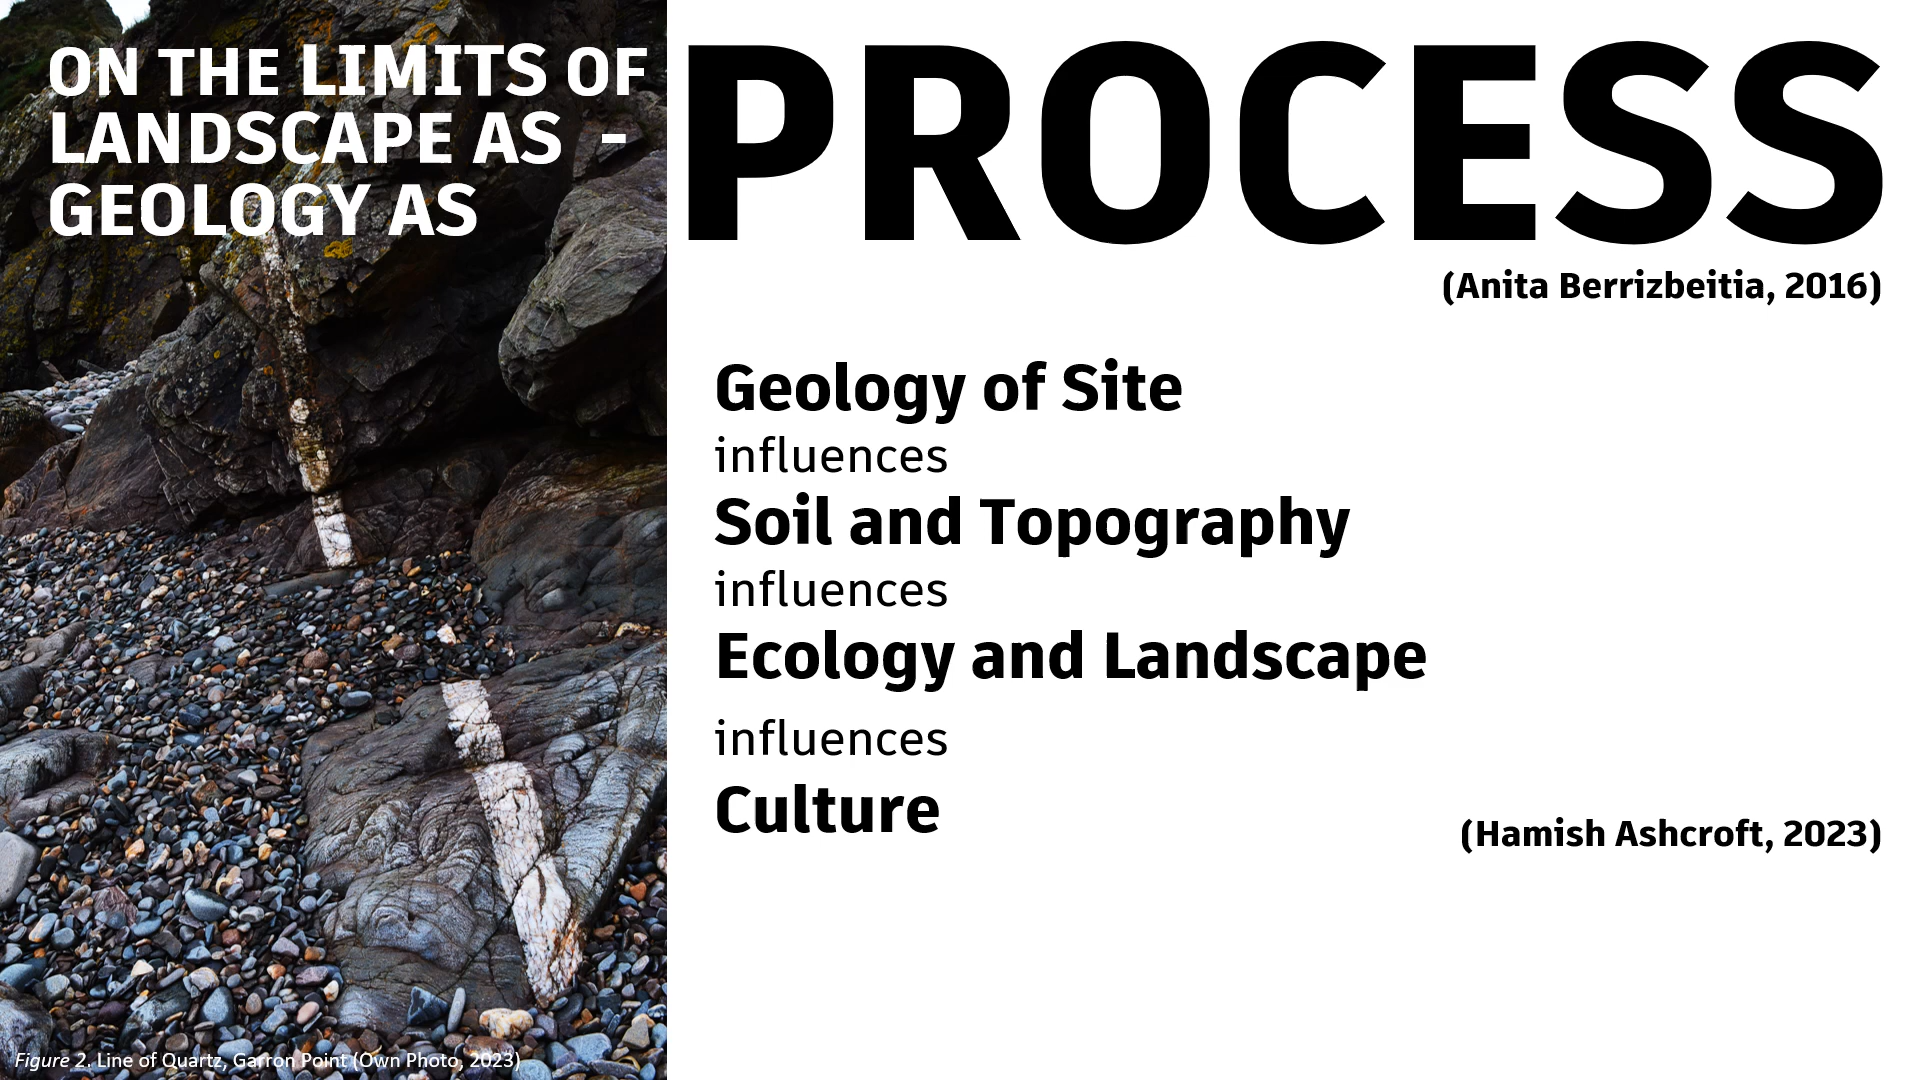 ON THE LIMITS OF
LANDSCAPE AS -
GEOLOGY AS
PROCESS
(Anita Berrizbeitia, 2016)
Geology of Site
influences
Soil and Topography
influences
Ecology and Landscape
influences
Culture
(Hamish Ashcroft, 2023)
Figure 2. Line of Quartz, Garron Point (Own Photo, 2023)